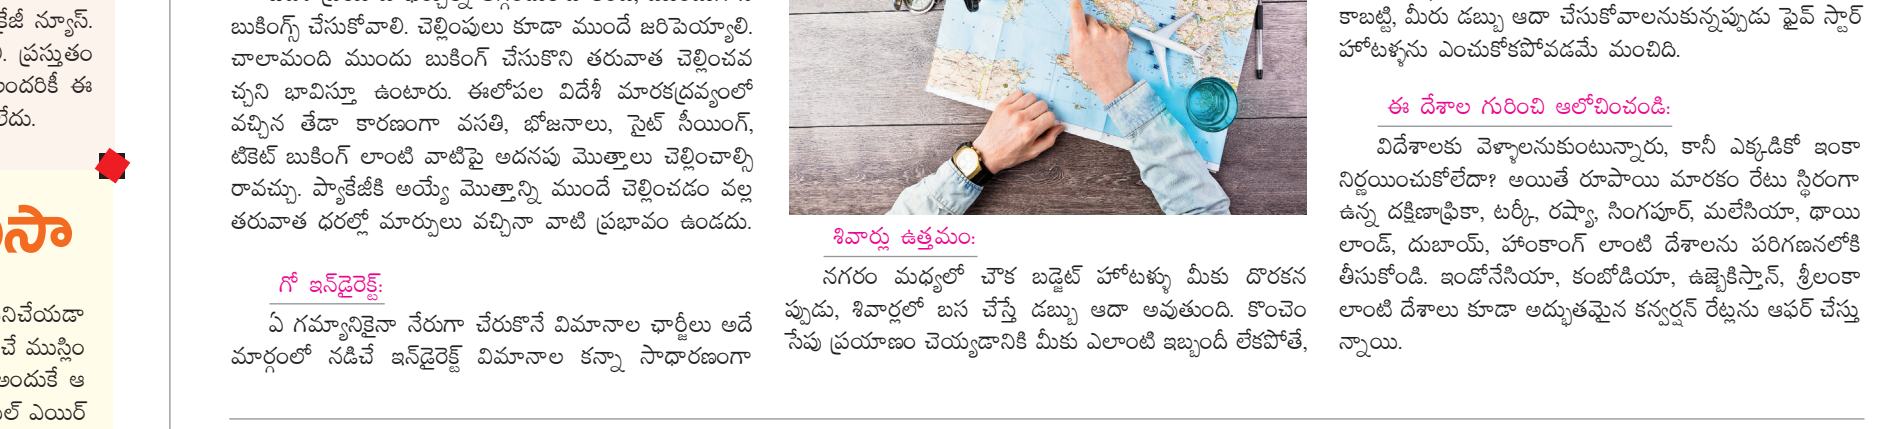 కేజీ న్యూస్.
ప్రస్తుతం
ఈ
లేదు.
నిచేయడా
చే ముస్లిం
అందుకే ఆ
ఎయిర్
బుకింగ్స్ చేసుకోవాలి. చెల్లింపులు కూడా ముందే జరిపెయ్యాలి.
చాలామంది ముందు బుకింగ్ చేసుకొని తరువాత చెల్లించవ
చ్చని భావిస్తూ ఉంటారు. ఈలోపల విదేశీ మారకద్రవ్యంలో
వచ్చిన తేడా కారణంగా వసతి, భోజనాలు, సైట్ సీయింగ్,
టికెట్ బుకింగ్ లాంటి వాటిపై అదనపు మొత్తాలు చెల్లించాల్సి
రావచ్చు. ప్యాకేజీకి అయ్యే మొత్తాన్ని ముందే చెల్లించడం వల్ల
తరువాత ధరల్లో మార్పులు వచ్చినా వాటి ప్రభావం ఉండదు.
గో ఇన్‌డైరెక్ట్:
ఏ గమ్యానికైనా నేరుగా చేరుకొనే విమానాల ఛార్జీలు అదే
మార్గంలో నడిచే ఇన్‌డైరెక్ట్ విమానాల కన్నా సాధారణంగా
శివార్లు ఉత్తమం:
నగరం మధ్యలో చౌక బడ్జెట్ హోటళ్ళు మీకు దొరకన
ప్పుడు, శివార్లలో బస చేస్తే డబ్బు ఆదా అవుతుంది. కొంచెం
సేపు ప్రయాణం చెయ్యడానికి మీకు ఎలాంటి ఇబ్బందీ లేకపోతే,
కాబట్టి, మీరు డబ్బు ఆదా చేసుకోవాలనుకున్నప్పుడు ఫైవ్ స్టార్
హోటళ్ళను ఎంచుకోకపోవడమే మంచిది.
ఈ దేశాల గురించి ఆలోచించండి:
విదేశాలకు వెళ్ళాలనుకుంటున్నారు, కానీ ఎక్కడికో ఇంకా
నిర్ణయించుకోలేదా? అయితే రూపాయి మారకం రేటు స్థిరంగా
ఉన్న దక్షిణాఫ్రికా, టర్కీ, రష్యా, సింగపూర్, మలేసియా, థాయి
లాండ్, దుబాయ్, హాంకాంగ్ లాంటి దేశాలను పరిగణనలోకి
తీసుకోండి. ఇండోనేసియా, కంబోడియా, ఉజ్బెకిస్తాన్, శ్రీలంకా
లాంటి దేశాలు కూడా అద్భుతమైన కన్వర్షన్ రేట్లను ఆఫర్ చేస్తు
న్నాయి.